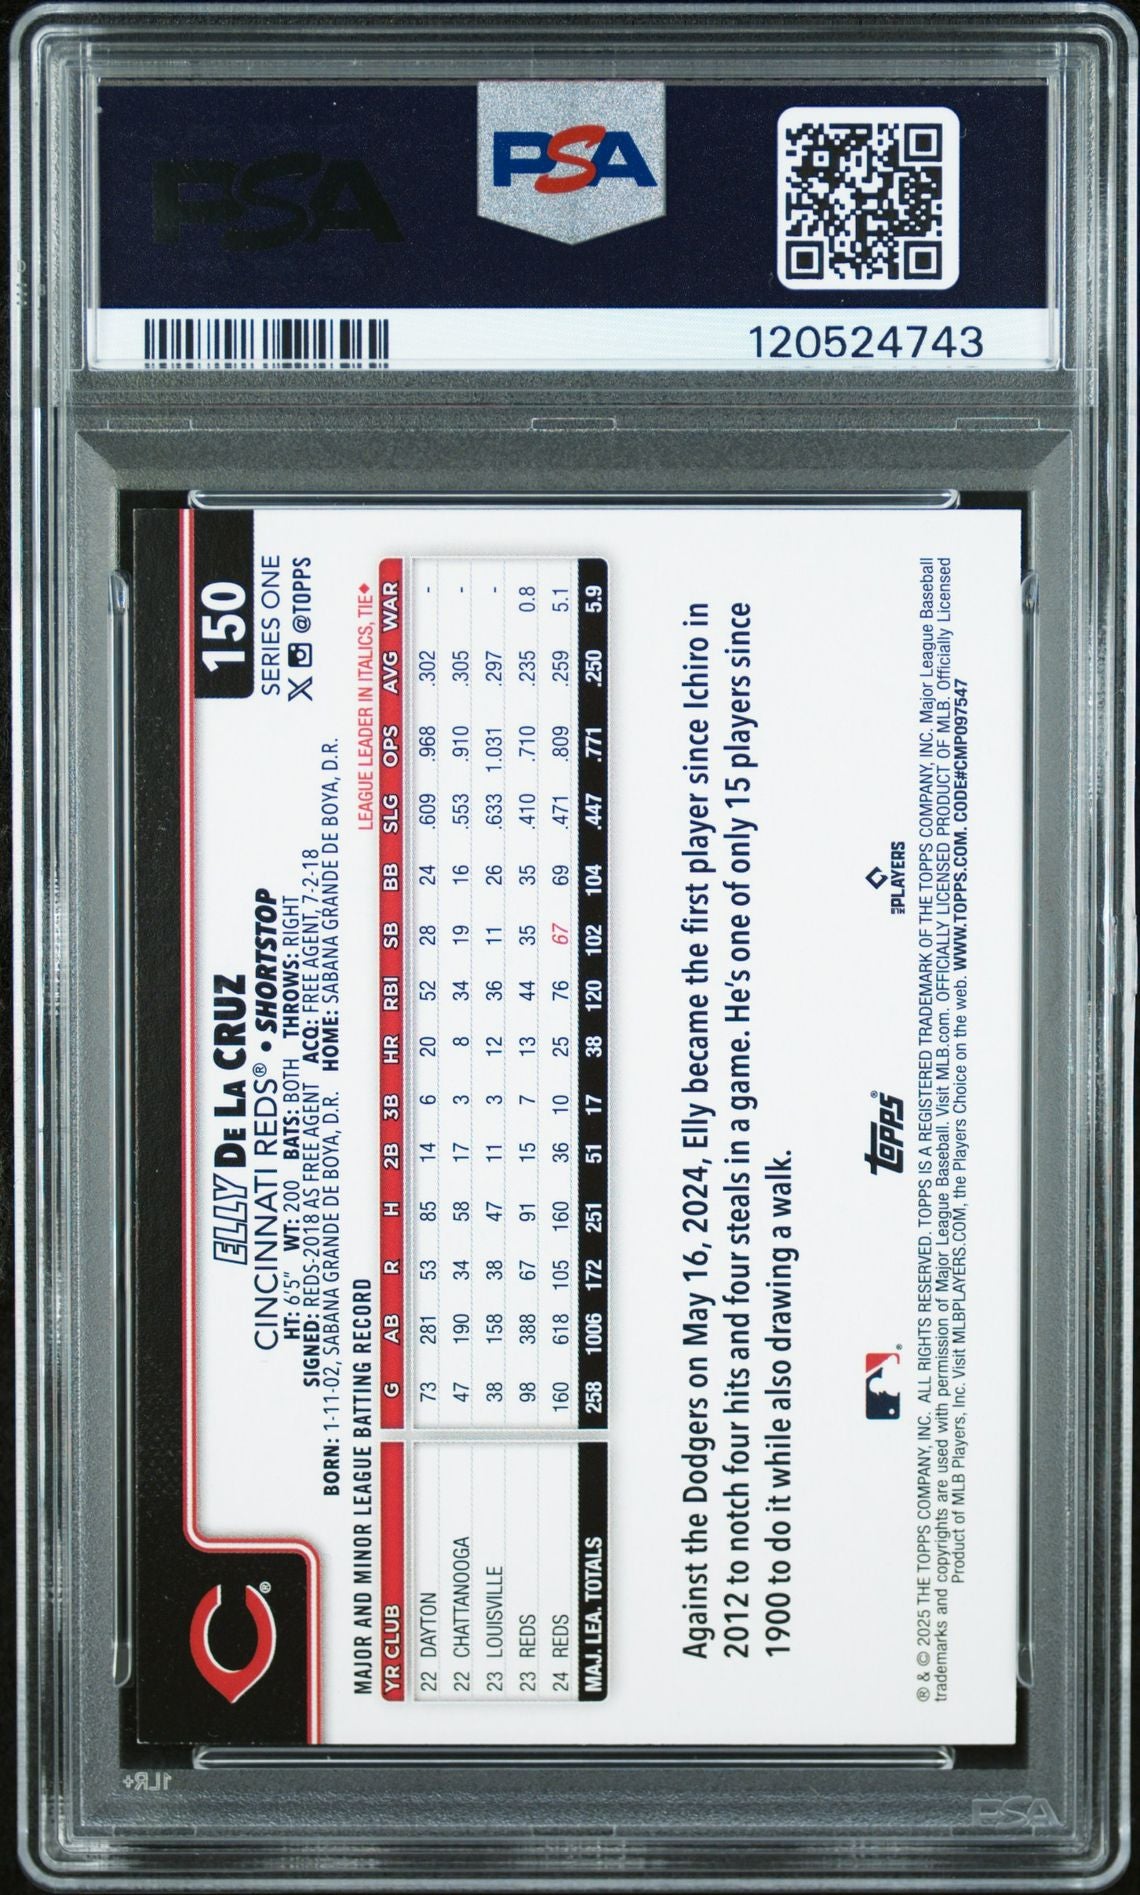 PSA
PSA
120524743
150
SERIES ONE
X @TOPPS
ELLY DE LA CRUZ
CINCINNATI REDS® • SHORTSTOP
HT: 6'5" WT: 200 BATS: BOTH THROWS: RIGHT
SIGNED: REDS-2018 AS FREE AGENT ACQ: FREE AGENT, 7-2-18
BORN: 1-11-02, SABANA GRANDE DE BOYA, D.R. HOME: SABANA GRANDE DE BOYA, D.R.
C ®
MAJOR AND MINOR LEAGUE BATTING RECORD LEAGUE LEADER IN ITALICS, TIE♦
YR CLUB G AB R H 2B 3B HR RBI SB BB SLG OPS AVG WAR
22 DAYTON 73 281 53 85 14 6 20 52 28 24 .609 .968 .302 -
22 CHATTANOOGA 47 190 34 58 17 3 8 34 19 16 .553 .910 .305 -
23 LOUISVILLE 38 158 38 47 11 3 12 36 11 26 .633 1.031 .297 -
23 REDS 98 388 67 91 15 7 13 44 35 35 .410 .710 .235 0.8
24 REDS 160 618 105 160 36 10 25 76 67 69 .471 .809 .259 5.1
MAJ. LEA. TOTALS 258 1006 172 251 51 17 38 120 102 104 .447 .771 .250 5.9
Against the Dodgers on May 16, 2024, Elly became the first player since Ichiro in
2012 to notch four hits and four steals in a game. He's one of only 15 players since
1900 to do it while also drawing a walk.
topps®
PLAYERS
® & © 2025 THE TOPPS COMPANY, INC. ALL RIGHTS RESERVED. TOPPS IS A REGISTERED TRADEMARK OF THE TOPPS COMPANY, INC. Major League Baseball
trademarks and copyrights are used with permission of Major League Baseball. Visit MLB.com. OFFICIALLY LICENSED PRODUCT OF MLB. Officially Licensed
Product of MLB Players, Inc. Visit MLBPLAYERS.COM, the Players Choice on the web. WWW.TOPPS.COM. CODE#CMP097547
1LR+
PSA